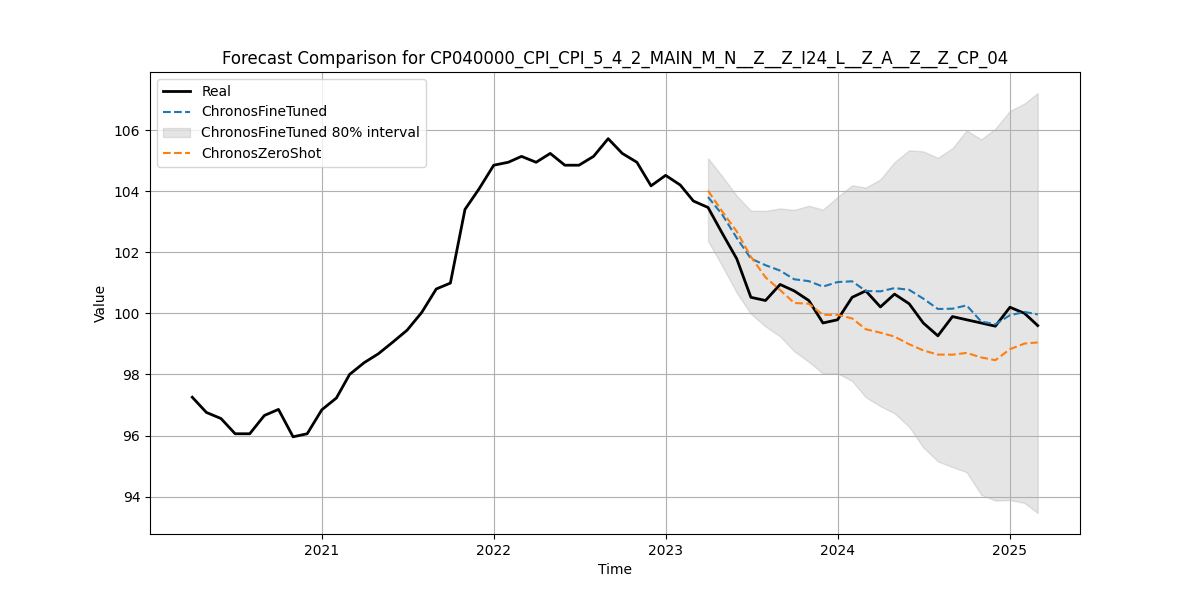 Forecast Comparison for CP040000_CPI_CPI_5_4_2_MAIN_M_N__Z__Z_I24_L__Z_A__Z__Z_CP_04
Real
ChronosFineTuned
ChronosFineTuned 80% interval
ChronosZeroShot
106
104
102
100
98
96
94
Value
2021
2022
2023
2024
2025
Time